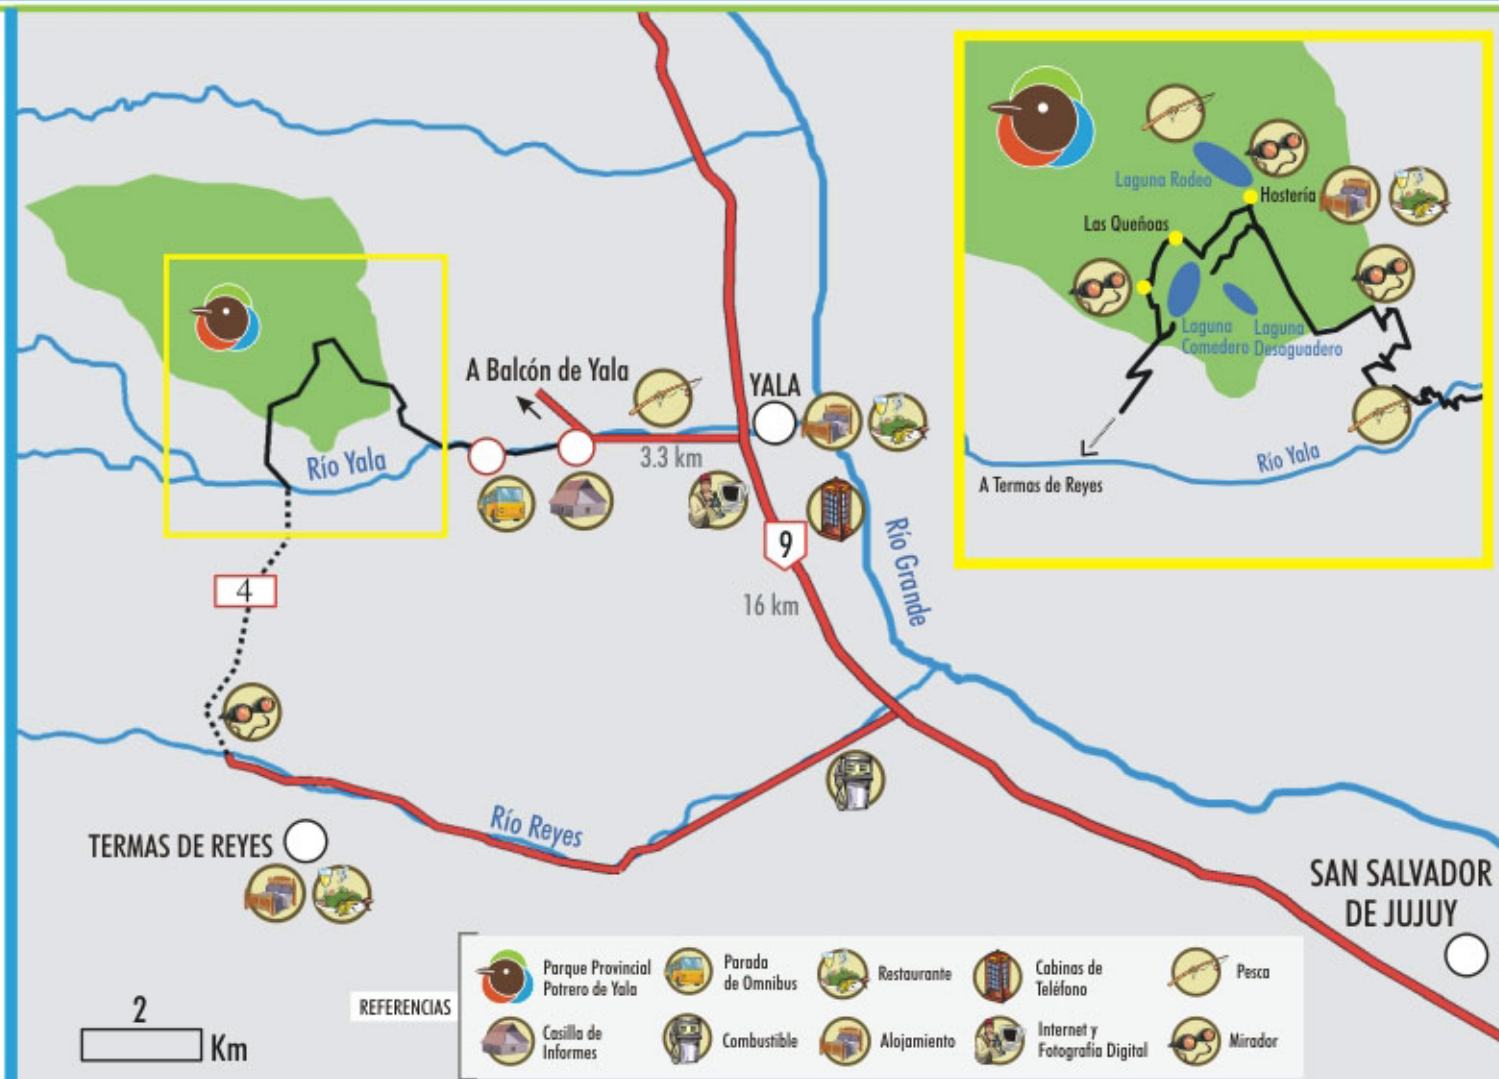 A Balcón de Yala
YALA
3.3 km
Río Yala
9
16 km
Río Grande
4
Río Reyes
TERMAS DE REYES
SAN SALVADOR
DE JUJUY
2
Km
Laguna Rodeo
Hostería
Las Queñoas
Laguna
Comedero
Laguna
Desaguadero
Río Yala
A Termas de Reyes
REFERENCIAS
Parque Provincial
Potrero de Yala
Parada
de Omnibus
Restaurante
Cabinas de
Teléfono
Pesca
Casilla de
Informes
Combustible
Alojamiento
Internet y
Fotografía Digital
Mirador